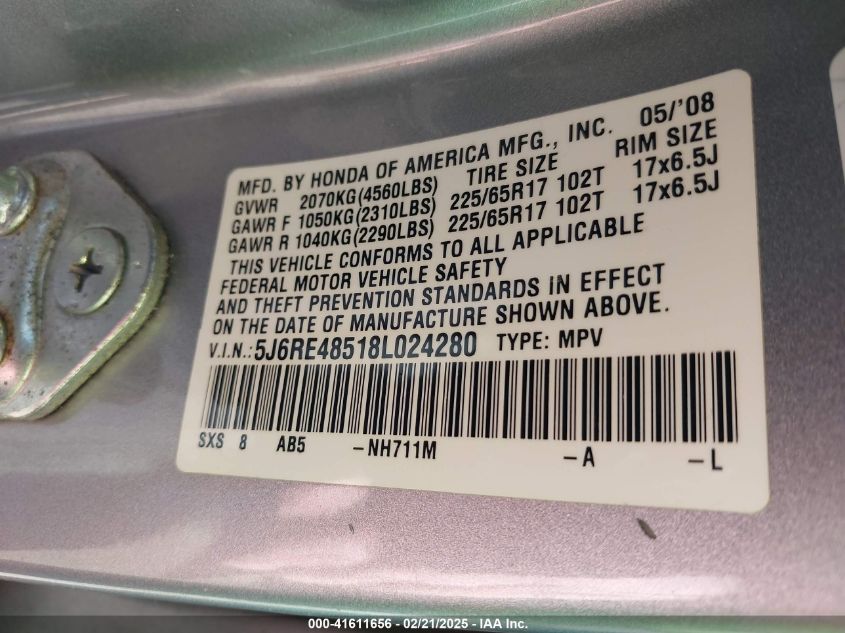 MFD. BY HONDA OF AMERICA MFG., INC. 05/'08
GVWR 2070KG(4560LBS) TIRE SIZE RIM SIZE
GAWR F 1050KG(2310LBS) 225/65R17 102T 17x6.5J
GAWR R 1040KG(2290LBS) 225/65R17 102T 17x6.5J
THIS VEHICLE CONFORMS TO ALL APPLICABLE
FEDERAL MOTOR VEHICLE SAFETY
AND THEFT PREVENTION STANDARDS IN EFFECT
ON THE DATE OF MANUFACTURE SHOWN ABOVE.
V.I.N.: 5J6RE48518L024280 TYPE: MPV
SXS 8 AB5 -NH711M -A -L
000-41611656 - 02/21/2025 - IAA Inc.